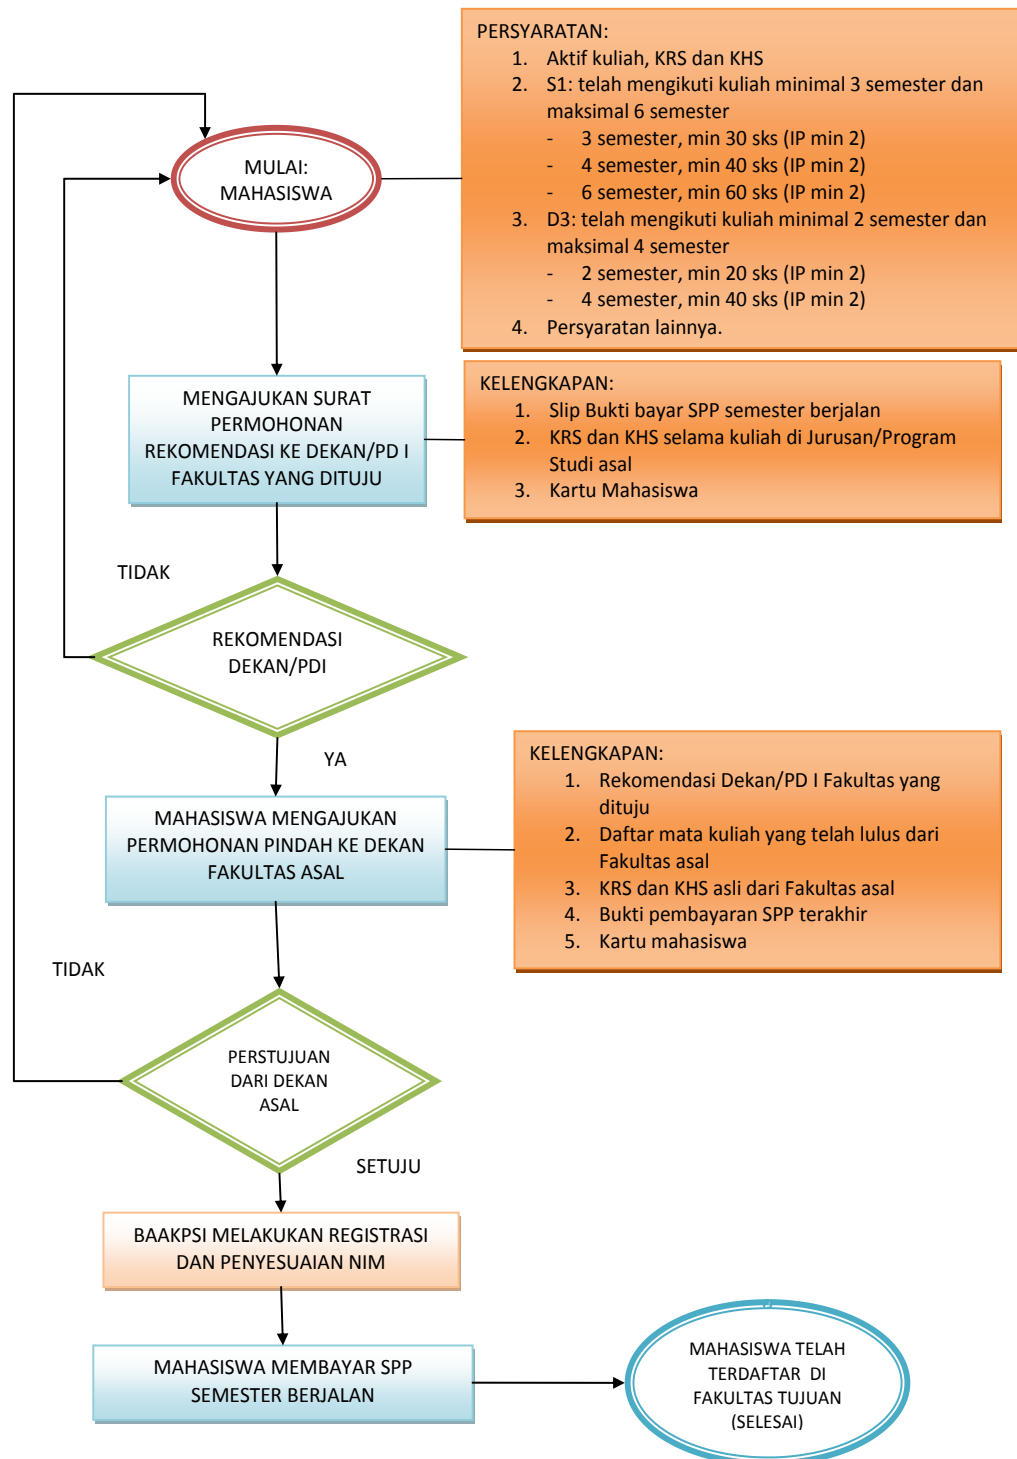 PERSYARATAN:
1. Aktif kuliah, KRS dan KHS
2. S1: telah mengikuti kuliah minimal 3 semester dan
maksimal 6 semester
- 3 semester, min 30 sks (IP min 2)
- 4 semester, min 40 sks (IP min 2)
- 6 semester, min 60 sks (IP min 2)
3. D3: telah mengikuti kuliah minimal 2 semester dan
maksimal 4 semester
- 2 semester, min 20 sks (IP min 2)
- 4 semester, min 40 sks (IP min 2)
4. Persyaratan lainnya.
MULAI:
MAHASISWA
MENGAJUKAN SURAT
PERMOHONAN
REKOMENDASI KE DEKAN/PD I
FAKULTAS YANG DITUJU
KELENGKAPAN:
1. Slip Bukti bayar SPP semester berjalan
2. KRS dan KHS selama kuliah di Jurusan/Program
Studi asal
3. Kartu Mahasiswa
TIDAK
REKOMENDASI
DEKAN/PDI
YA
MAHASISWA MENGAJUKAN
PERMOHONAN PINDAH KE DEKAN
FAKULTAS ASAL
KELENGKAPAN:
1. Rekomendasi Dekan/PD I Fakultas yang
dituju
2. Daftar mata kuliah yang telah lulus dari
Fakultas asal
3. KRS dan KHS asli dari Fakultas asal
4. Bukti pembayaran SPP terakhir
5. Kartu mahasiswa
TIDAK
PERSTUJUAN
DARI DEKAN
ASAL
SETUJU
BAAKPSI MELAKUKAN REGISTRASI
DAN PENYESUAIAN NIM
MAHASISWA MEMBAYAR SPP
SEMESTER BERJALAN
MAHASISWA TELAH
TERDAFTAR DI
FAKULTAS TUJUAN
(SELESAI)